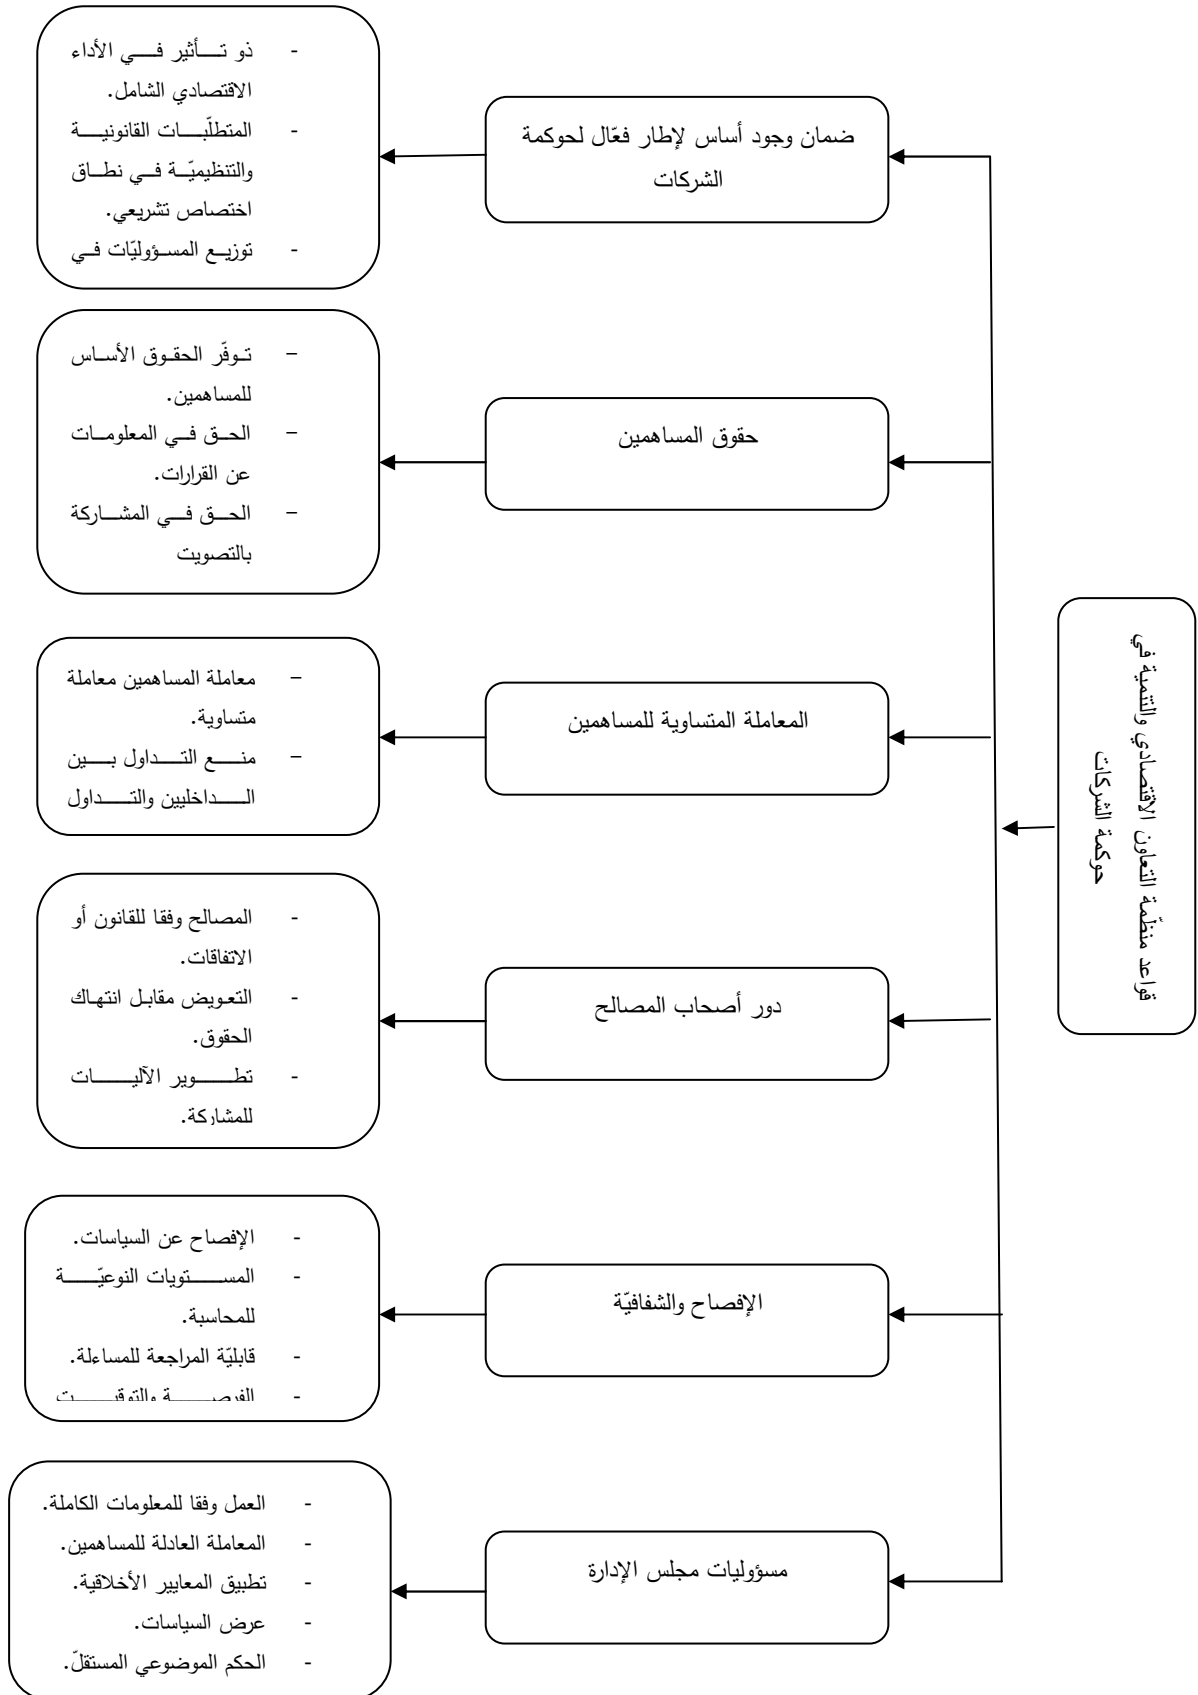 قواعد منظّمة التعاون الاقتصادي والتنمية في
حوكمة الشركات
ضمان وجود أساس لإطار فعّال لحوكمة
الشركات
- ذو تأثير في الأداء
الاقتصادي الشامل.
- المتطلّبات القانونية
والتنظيميّة في نطاق
اختصاص تشريعي.
- توزيع المسؤوليّات في
حقوق المساهمين
- توفّر الحقوق الأساس
للمساهمين.
- الحق في المعلومات
عن القرارات.
- الحق في المشاركة
بالتصويت
المعاملة المتساوية للمساهمين
- معاملة المساهمين معاملة
متساوية.
- منع التداول بين
الداخليين والتداول
دور أصحاب المصالح
- المصالح وفقا للقانون أو
الاتفاقات.
- التعويض مقابل انتهاك
الحقوق.
- تطوير الآليات
للمشاركة.
الإفصاح والشفافيّة
- الإفصاح عن السياسات.
- المستويات النوعيّة
للمحاسبة.
- قابليّة المراجعة للمساءلة.
- الفرصة والتوقيت
مسؤوليات مجلس الإدارة
- العمل وفقا للمعلومات الكاملة.
- المعاملة العادلة للمساهمين.
- تطبيق المعايير الأخلاقية.
- عرض السياسات.
- الحكم الموضوعي المستقلّ.